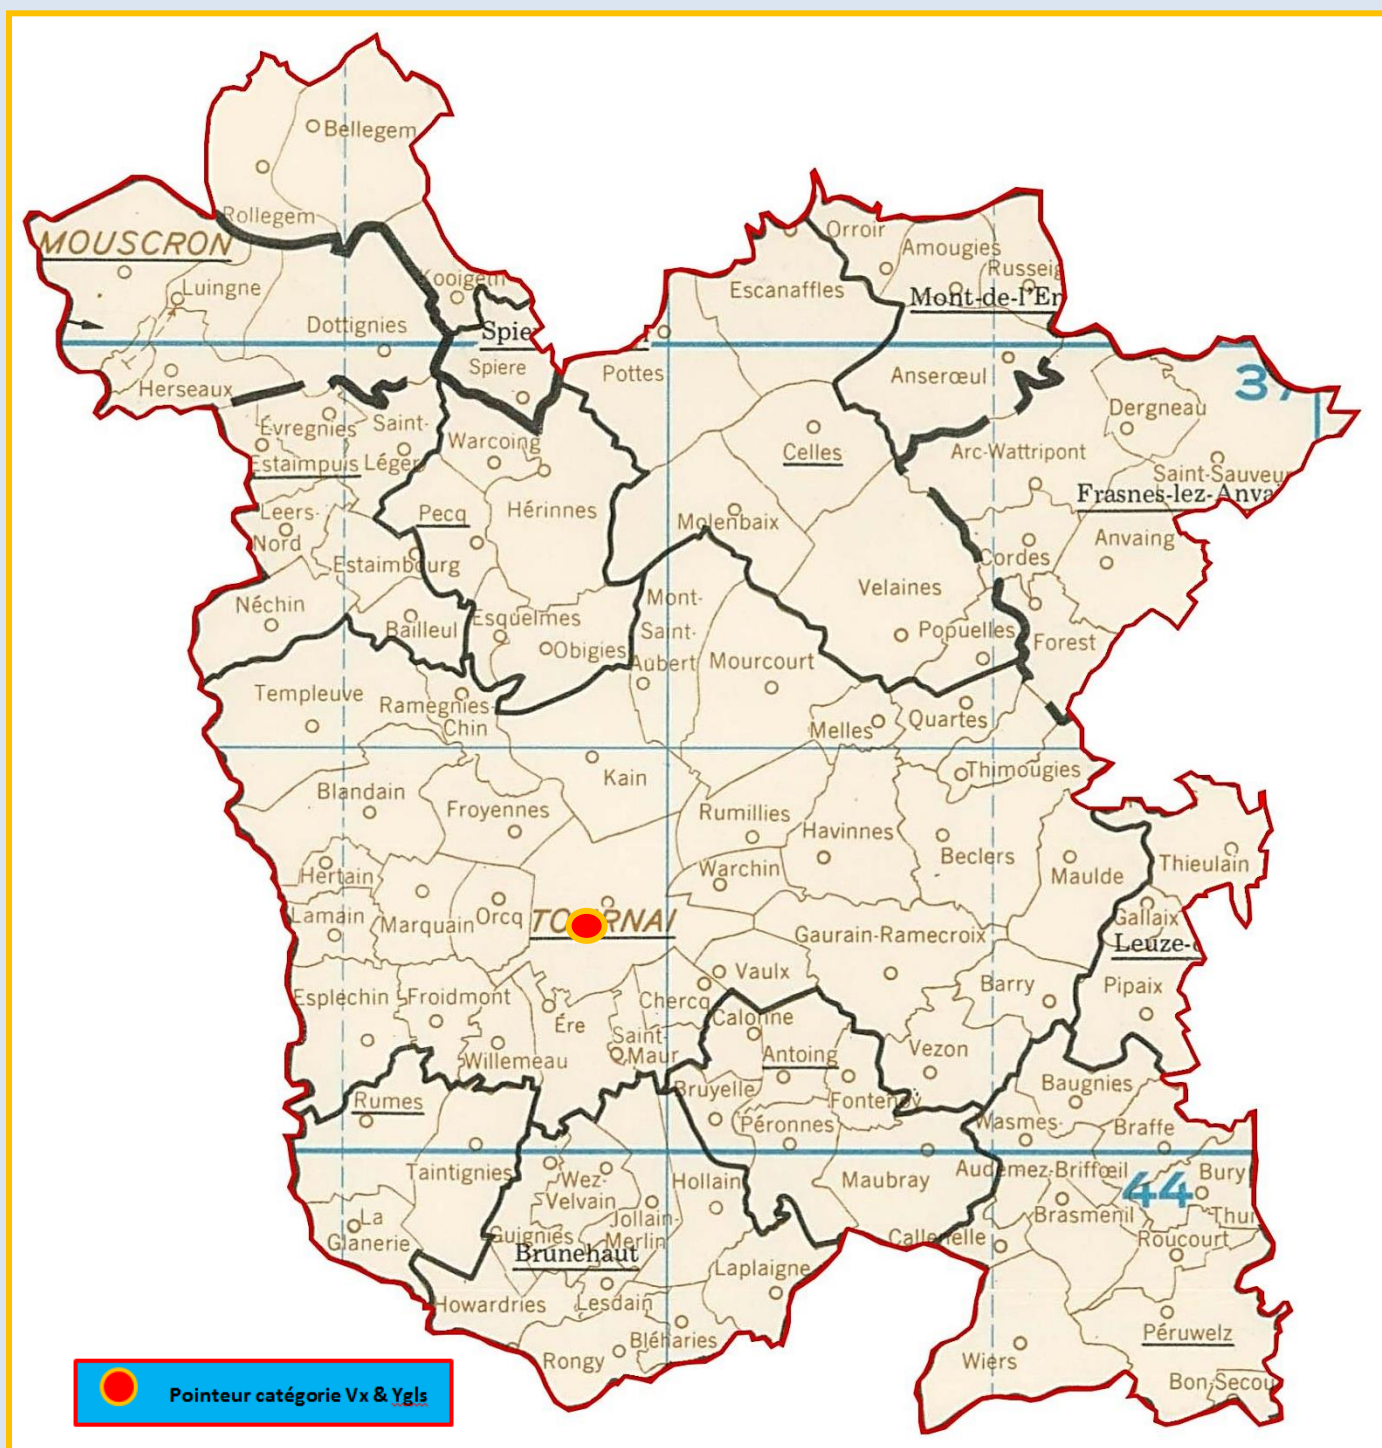 Bellegem
Rollegem
MOUSCRON
Orroir
Amougies
Luingne
Kooigem
Escanaffles
Russeig
Mont-de-l'Er
Dottignies
Spie
Spiere
Pottes
Herseaux
Anserœul
37
Dergneau
Évregnies
Saint-
Léger
Warcoing
Celles
Arc-Wattripont
Estaimpuis
Saint-Sauveur
Frasnes-lez-Anva
Leers-
Nord
Pecq
Hérinnes
Molenbaix
Anvaing
Estaimbourg
Cordes
Velaines
Néchin
Bailleul
Esquelmes
Mont-
Saint-
Aubert
Popuelles
Forest
Obigies
Mourcourt
Templeuve
Ramegnies-
Chin
Melles
Quartes
Kain
Thimougies
Blandain
Froyennes
Rumillies
Havinnes
Beclers
Thieulain
Hertain
Warchin
Maulde
Lamain
Marquain
Orcq
TOURNAI
Gaurain-Ramecroix
Gallaix
Leuze-
Vaulx
Esplechin
Froidmont
Chercq
Barry
Pipaix
Ère
Calonne
Willemeau
Saint-
Maur
Antoing
Vezon
Rumes
Bruyelle
Fontenoy
Baugnies
Péronnes
Wasmes-
Audemez-Briffœil
Braffe
Taintignies
Wez-
Velvain
Hollain
Maubray
Bury
44
La
Glanerie
Guignies
Jollain-
Merlin
Brasmenil
Thui
Brunehaut
Callenelle
Roucourt
Laplaigne
Howardries
Lesdain
Bléharies
Péruwelz
Rongy
Wiers
Bon-Secou
Pointeur catégorie Vx & Ygls